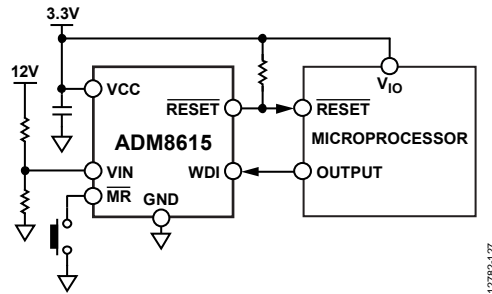 3.3V
12V
VCC
RESET
ADM8615
VIN
WDI
MR
GND
VIO
RESET
MICROPROCESSOR
OUTPUT
12782-127